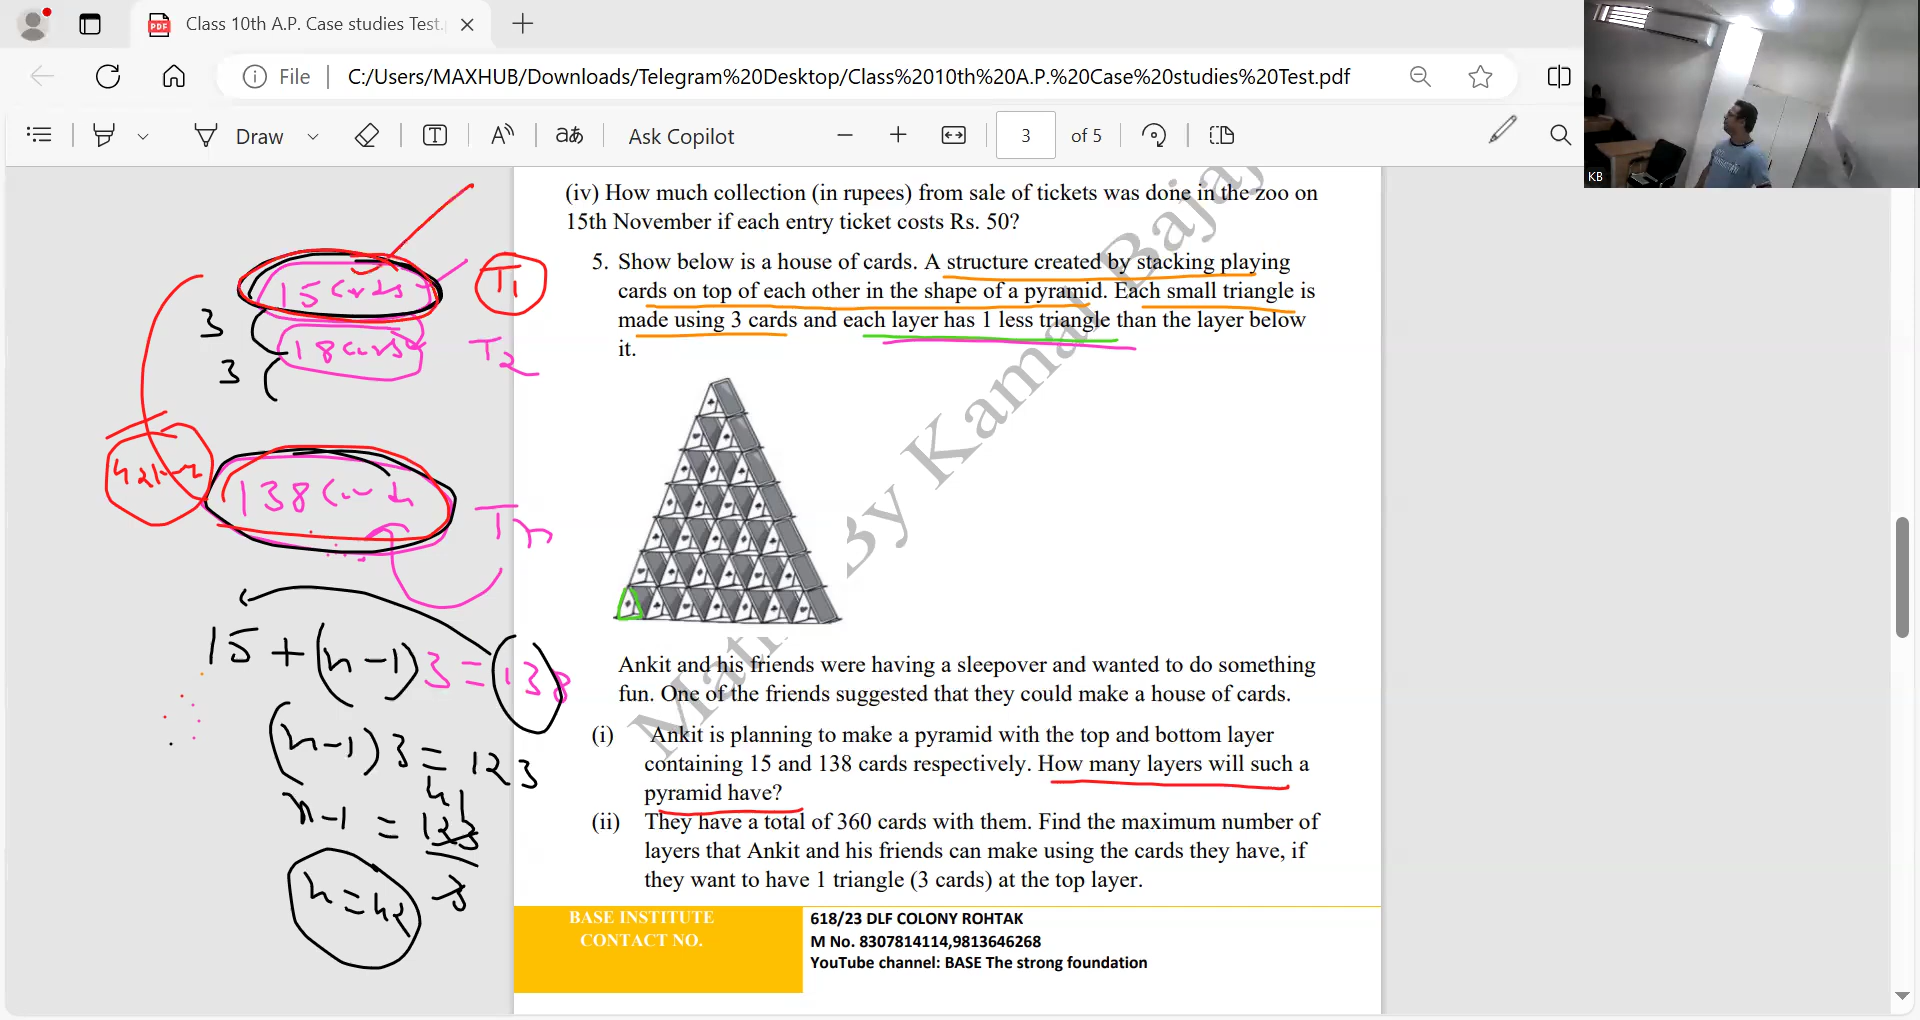 Class 10th A.P. Case studies Test.
File
C:/Users/MAXHUB/Downloads/Telegram%20Desktop/Class%2010th%20A.P.%20Case%20studies%20Test.pdf
Draw
Ask Copilot
3 of 5
KB
(iv) How much collection (in rupees) from sale of tickets was done in the zoo on
15th November if each entry ticket costs Rs. 50?
5. Show below is a house of cards. A structure created by stacking playing
cards on top of each other in the shape of a pyramid. Each small triangle is
made using 3 cards and each layer has 1 less triangle than the layer below
it.
Ankit and his friends were having a sleepover and wanted to do something
fun. One of the friends suggested that they could make a house of cards.
(i) Ankit is planning to make a pyramid with the top and bottom layer
containing 15 and 138 cards respectively. How many layers will such a
pyramid have?
(ii) They have a total of 360 cards with them. Find the maximum number of
layers that Ankit and his friends can make using the cards they have, if
they want to have 1 triangle (3 cards) at the top layer.
BASE INSTITUTE
CONTACT NO.
618/23 DLF COLONY ROHTAK
M No. 8307814114,9813646268
YouTube channel: BASE The strong foundation
By Kamal Bajaj
15 Cards T1
3
18 Cards T2
3
138 Cards Tn
15 + (n-1) 3 = 138
(n-1) 3 = 123
41
n-1 = 123
3
n = 42